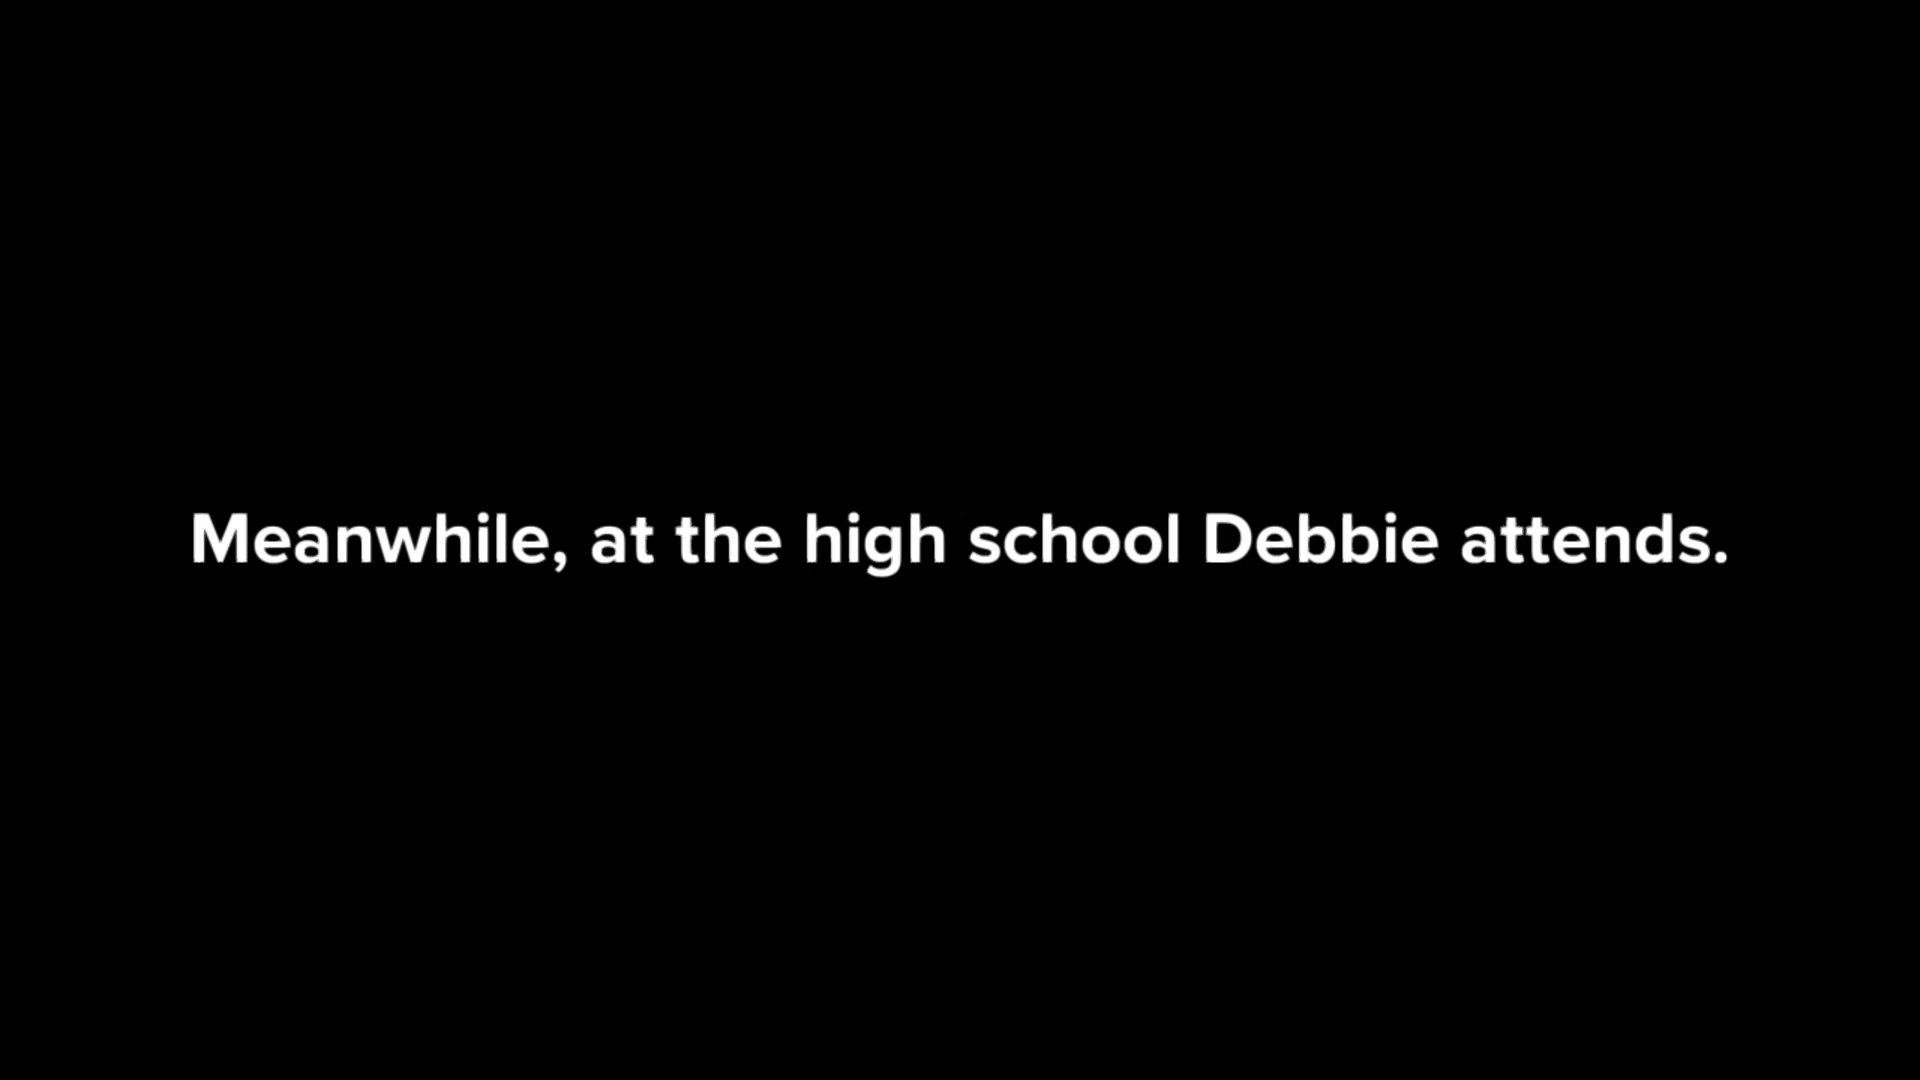 Meanwhile, at the high school Debbie attends.